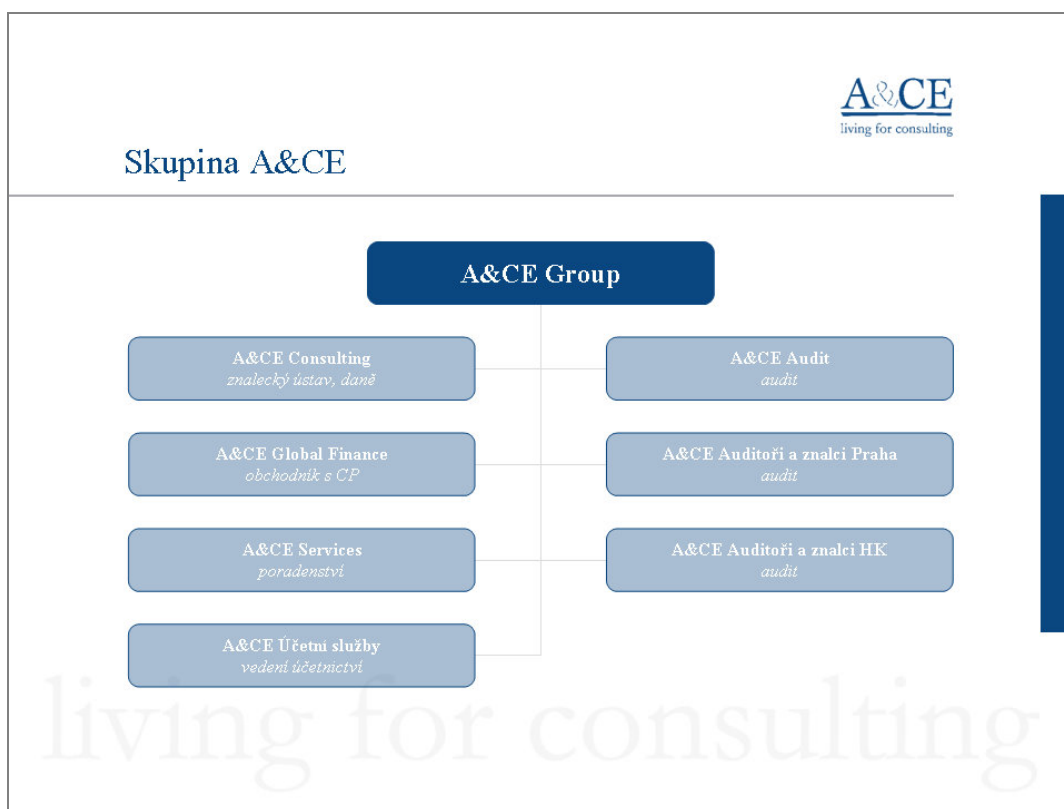 A&CE
living for consulting
Skupina A&CE
A&CE Group
A&CE Consulting
znalecký ústav, daně
A&CE Audit
audit
A&CE Global Finance
obchodník s CP
A&CE Auditoři a znalci Praha
audit
A&CE Services
poradenství
A&CE Auditoři a znalci HK
audit
A&CE Účetní služby
vedení účetnictví
living for consulting